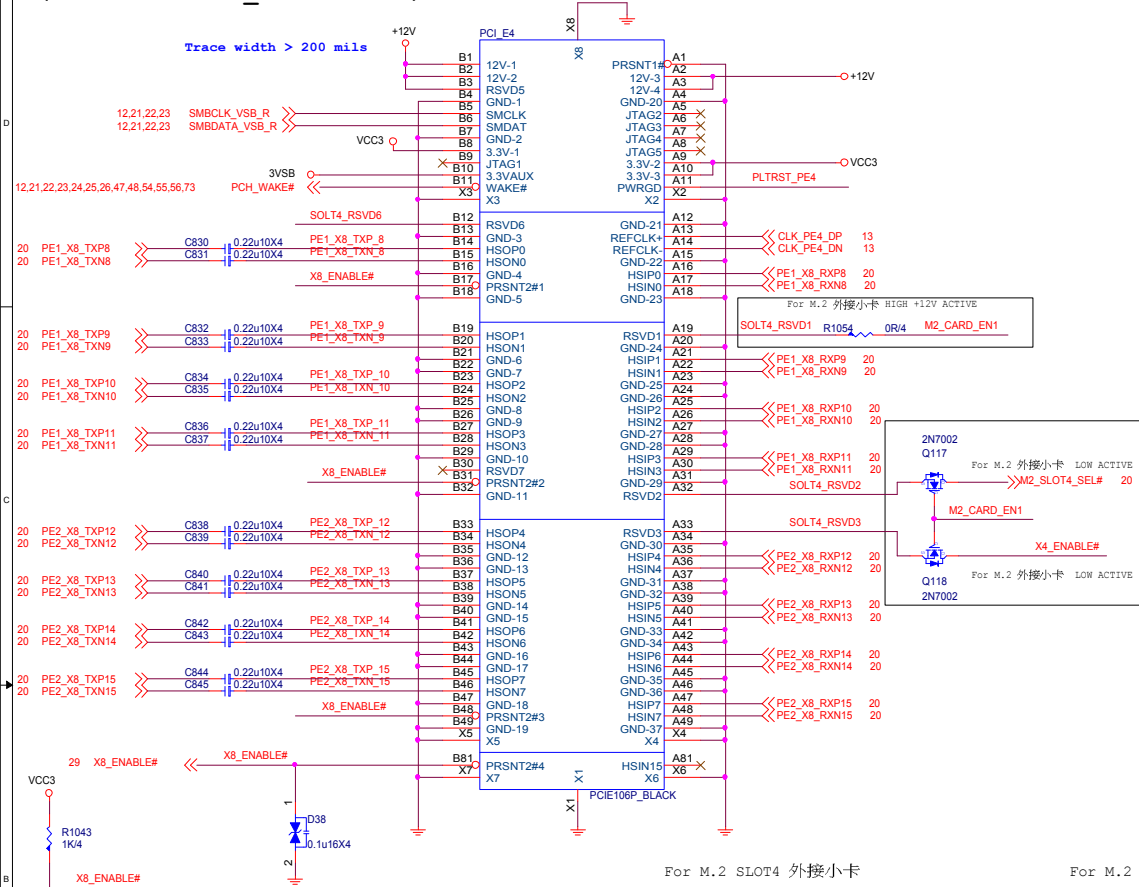 Trace width > 200 mils
+12V
PCI_E4
X8
X8
B1 12V-1
B2 12V-2
B3 RSVD5
B4 GND-1
B5 SMCLK
B6 SMDAT
B7 GND-2
B8 3.3V-1
B9 JTAG1
B10 3.3VAUX
B11 WAKE#
X3 X3
PRSNT1# A1
12V-3 A2
12V-4 A3
GND-20 A4
JTAG2 A5
JTAG3 A6
JTAG4 A7
JTAG5 A8
3.3V-2 A9
3.3V-3 A10
PWRGD A11
X2 X2
+12V
VCC3
PLTRST_PE4
12,21,22,23 SMBCLK_VSB_R
12,21,22,23 SMBDATA_VSB_R
VCC3
3VSB
12,21,22,23,24,25,26,47,48,54,55,56,73 PCH_WAKE#
D
SOLT4_RSVD6
B12 RSVD6
B13 GND-3
B14 HSOP0
B15 HSON0
B16 GND-4
B17 PRSNT2#1
B18 GND-5
GND-21 A12
REFCLK+ A13
REFCLK- A14
GND-22 A15
HSIP0 A16
HSIN0 A17
GND-23 A18
20 PE1_X8_TXP8 C830 0.22u10X4 PE1_X8_TXP_8
20 PE1_X8_TXN8 C831 0.22u10X4 PE1_X8_TXN_8
X8_ENABLE#
CLK_PE4_DP 13
CLK_PE4_DN 13
PE1_X8_RXP8 20
PE1_X8_RXN8 20
For M.2 外接小卡 HIGH +12V ACTIVE
SOLT4_RSVD1 R1054 0R/4 M2_CARD_EN1
20 PE1_X8_TXP9 C832 0.22u10X4 PE1_X8_TXP_9
20 PE1_X8_TXN9 C833 0.22u10X4 PE1_X8_TXN_9
20 PE1_X8_TXP10 C834 0.22u10X4 PE1_X8_TXP_10
20 PE1_X8_TXN10 C835 0.22u10X4 PE1_X8_TXN_10
20 PE1_X8_TXP11 C836 0.22u10X4 PE1_X8_TXP_11
20 PE1_X8_TXN11 C837 0.22u10X4 PE1_X8_TXN_11
X8_ENABLE#
B19 HSOP1
B20 HSON1
B21 GND-6
B22 GND-7
B23 HSOP2
B24 HSON2
B25 GND-8
B26 GND-9
B27 HSOP3
B28 HSON3
B29 GND-10
B30 RSVD7
B31 PRSNT2#2
B32 GND-11
RSVD1 A19
GND-24 A20
HSIP1 A21
HSIN1 A22
GND-25 A23
GND-26 A24
HSIP2 A25
HSIN2 A26
GND-27 A27
GND-28 A28
HSIP3 A29
HSIN3 A30
GND-29 A31
RSVD2 A32
PE1_X8_RXP9 20
PE1_X8_RXN9 20
PE1_X8_RXP10 20
PE1_X8_RXN10 20
PE1_X8_RXP11 20
PE1_X8_RXN11 20
SOLT4_RSVD2
SOLT4_RSVD3
2N7002
Q117
For M.2 外接小卡 LOW ACTIVE
M2_SLOT4_SEL# 20
M2_CARD_EN1
X4_ENABLE#
For M.2 外接小卡 LOW ACTIVE
Q118
2N7002
C
20 PE2_X8_TXP12 C838 0.22u10X4 PE2_X8_TXP_12
20 PE2_X8_TXN12 C839 0.22u10X4 PE2_X8_TXN_12
20 PE2_X8_TXP13 C840 0.22u10X4 PE2_X8_TXP_13
20 PE2_X8_TXN13 C841 0.22u10X4 PE2_X8_TXN_13
20 PE2_X8_TXP14 C842 0.22u10X4 PE2_X8_TXP_14
20 PE2_X8_TXN14 C843 0.22u10X4 PE2_X8_TXN_14
20 PE2_X8_TXP15 C844 0.22u10X4 PE2_X8_TXP_15
20 PE2_X8_TXN15 C845 0.22u10X4 PE2_X8_TXN_15
X8_ENABLE#
B33 HSOP4
B34 HSON4
B35 GND-12
B36 GND-13
B37 HSOP5
B38 HSON5
B39 GND-14
B40 GND-15
B41 HSOP6
B42 HSON6
B43 GND-16
B44 GND-17
B45 HSOP7
B46 HSON7
B47 GND-18
B48 PRSNT2#3
B49 GND-19
X5 X5
RSVD3 A33
GND-30 A34
HSIP4 A35
HSIN4 A36
GND-31 A37
GND-32 A38
HSIP5 A39
HSIN5 A40
GND-33 A41
GND-34 A42
HSIP6 A43
HSIN6 A44
GND-35 A45
GND-36 A46
HSIP7 A47
HSIN7 A48
GND-37 A49
X4 X4
PE2_X8_RXP12 20
PE2_X8_RXN12 20
PE2_X8_RXP13 20
PE2_X8_RXN13 20
PE2_X8_RXP14 20
PE2_X8_RXN14 20
PE2_X8_RXP15 20
PE2_X8_RXN15 20
29 X8_ENABLE# X8_ENABLE#
B81 PRSNT2#4
X7 X7
HSIN15 A81
X6 X6
X1
X1
PCIE106P_BLACK
VCC3
R1043
1K/4
X8_ENABLE#
1
D38
0.1u16X4
2
B
For M.2 SLOT4 外接小卡
For M.2